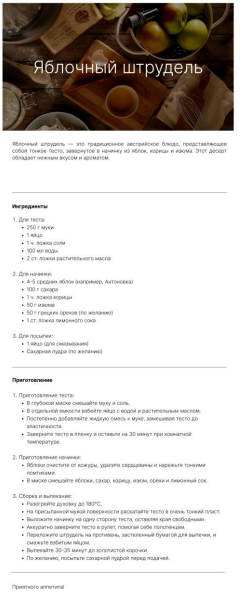 Яблочный штрудель
Яблочный штрудель — это традиционное австрийское блюдо, представляющее
собой тонкое тесто, завернутое в начинку из яблок, корицы и изюма. Этот десерт
обладает нежным вкусом и ароматом.
Ингредиенты
1. Для теста:
• 250 г муки
• 1 яйцо
• 1 ч. ложка соли
• 100 мл воды
• 2 ст. ложки растительного масла
2. Для начинки:
• 4-5 средних яблок (например, Антоновка)
• 100 г сахара
• 1 ч. ложка корицы
• 50 г изюма
• 50 г грецких орехов (по желанию)
• 1 ст. ложка лимонного сока
3. Для посыпки:
• 1 яйцо (для смазывания)
• Сахарная пудра (по желанию)
Приготовление
1. Приготовление теста:
• В глубокой миске смешайте муку и соль.
• В отдельной емкости взбейте яйцо с водой и растительным маслом.
• Постепенно добавляйте жидкую смесь к муке, замешивая тесто до
эластичности.
• Заверните тесто в пленку и оставьте на 30 минут при комнатной
температуре.
2. Приготовление начинки:
• Яблоки очистите от кожуры, удалите сердцевины и нарежьте тонкими
ломтиками.
• В миске смешайте яблоки, сахар, корицу, изюм, орехи и лимонный сок.
3. Сборка и выпекание:
• Разогрейте духовку до 180°C.
• На присыпанной мукой поверхности раскатайте тесто в очень тонкий пласт.
• Выложите начинку на одну сторону теста, оставляя края свободными.
• Аккуратно заверните тесто в рулет, помогая себе полотенцем.
• Переложите штрудель на противень, застеленный бумагой для выпечки, и
смажьте взбитым яйцом.
• Выпекайте 30-35 минут до золотистой корочки.
• По желанию, посыпьте сахарной пудрой перед подачей.
Приятного аппетита!